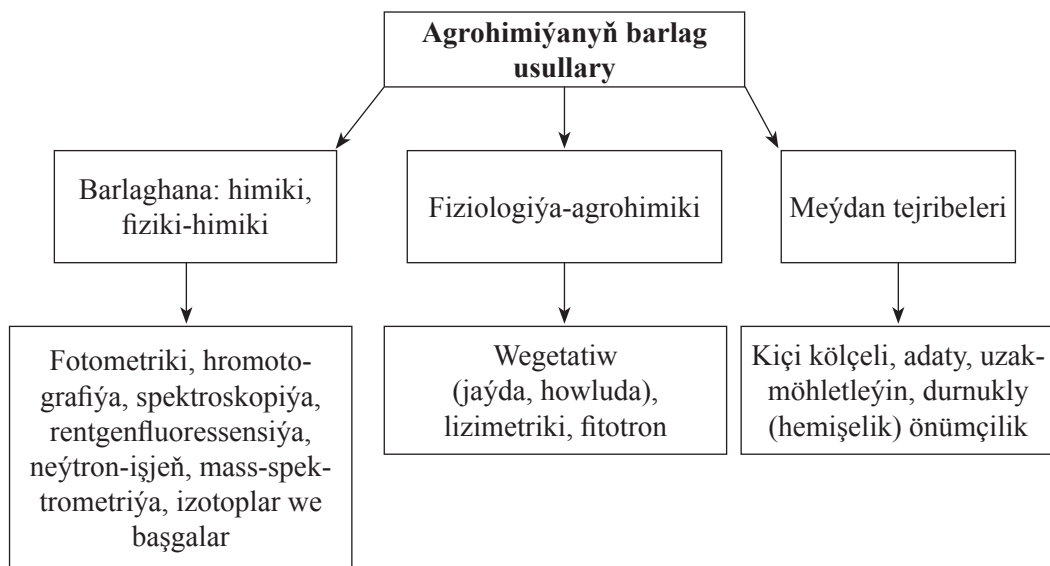 Agrohimiýanyň barlag
usullary
Barlaghana: himiki,
fiziki-himiki
Fiziologiýa-agrohimiki
Meýdan tejribeleri
Fotometriki, hromoto-
grafiýa, spektroskopiýa,
rentgenfluoressensiýa,
neýtron-işjeň, mass-spek-
trometriýa, izotoplar we
başgalar
Wegetatiw
(jaýda, howluda),
lizimetriki, fitotron
Kiçi kölçeli, adaty, uzak-
möhletleýin, durnukly
(hemişelik) önümçilik